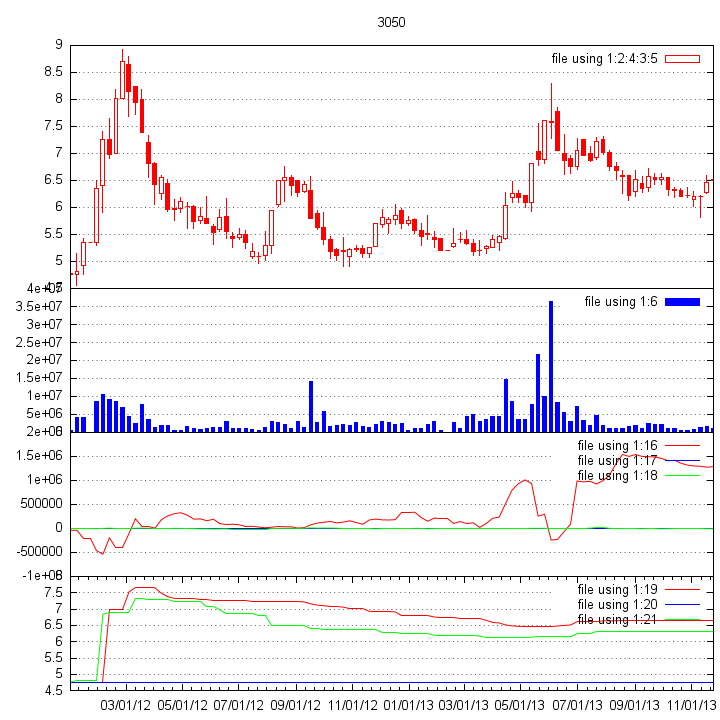 3050
9
file using 1:2:4:3:5
8.5
8
7.5
7
6.5
6
5.5
5
4e+07
file using 1:6
3.5e+07
3e+07
2.5e+07
2e+07
1.5e+07
1e+07
5e+06
file using 1:16
1.5e+06
file using 1:17
file using 1:18
1e+06
500000
0
-500000
-1e+06
7.5
file using 1:19
7
file using 1:20
file using 1:21
6.5
6
5.5
5
4.5
03/01/12 05/01/12 07/01/12 09/01/12 11/01/12 01/01/13 03/01/13 05/01/13 07/01/13 09/01/13 11/01/13